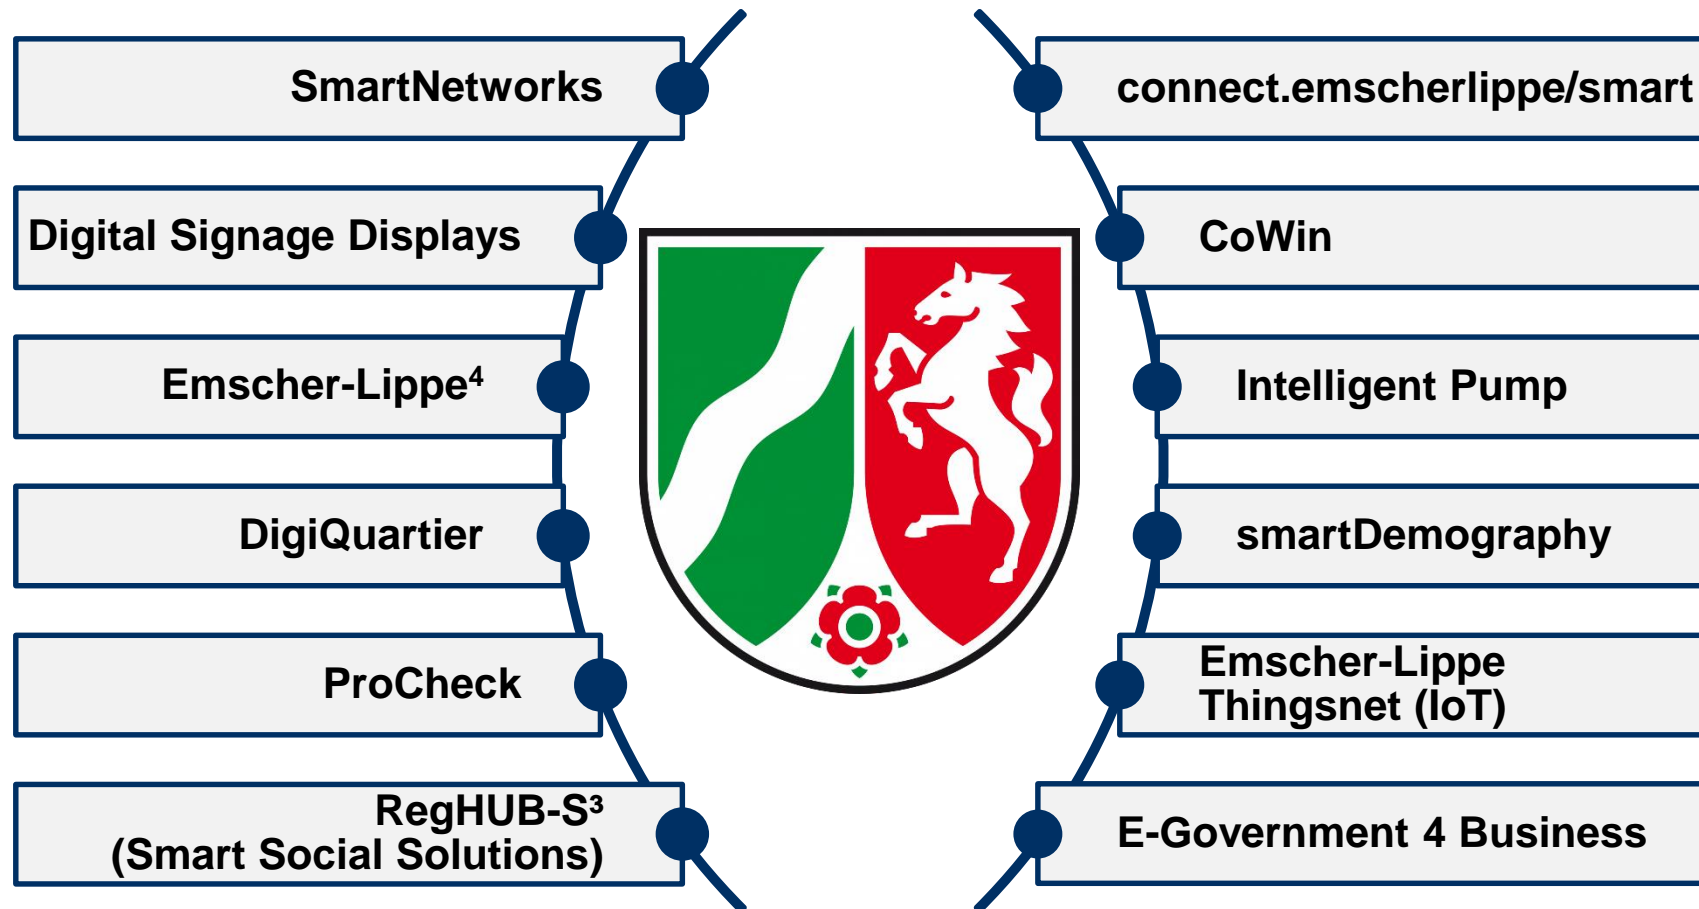 SmartNetworks
Digital Signage Displays
Emscher-Lippe⁴
DigiQuartier
ProCheck
RegHUB-S³
(Smart Social Solutions)
connect.emscherlippe/smart
CoWin
Intelligent Pump
smartDemography
Emscher-Lippe
Thingsnet (IoT)
E-Government 4 Business